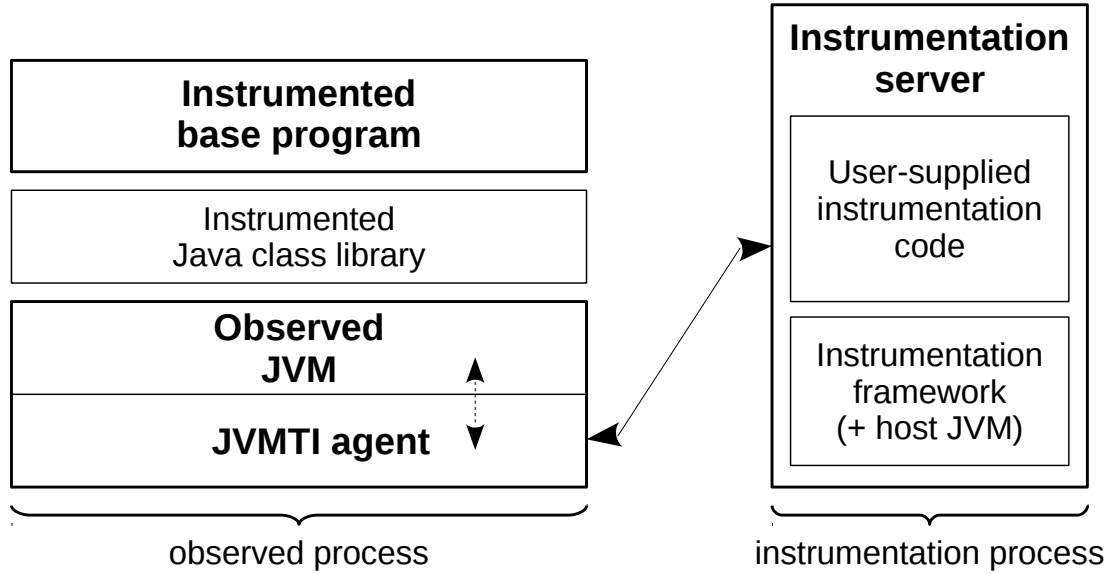 Instrumented
base program
Instrumented
Java class library
Observed
JVM
JVMTI agent
observed process
Instrumentation
server
User-supplied
instrumentation
code
Instrumentation
framework
(+ host JVM)
instrumentation process